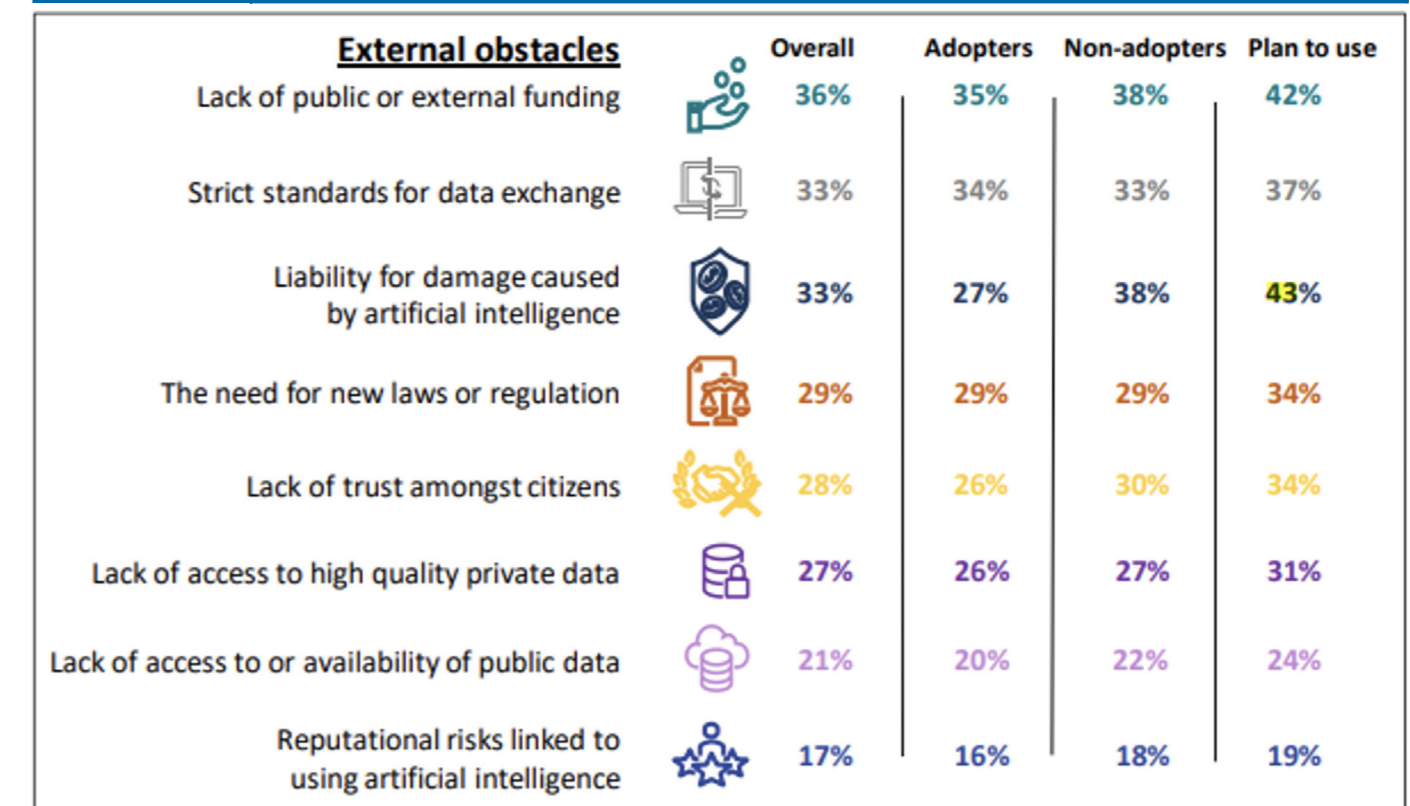 External obstacles Overall Adopters Non-adopters Plan to use
Lack of public or external funding 36% 35% 38% 42%
Strict standards for data exchange 33% 34% 33% 37%
Liability for damage caused
by artificial intelligence 33% 27% 38% 43%
The need for new laws or regulation 29% 29% 29% 34%
Lack of trust amongst citizens 28% 26% 30% 34%
Lack of access to high quality private data 27% 26% 27% 31%
Lack of access to or availability of public data 21% 20% 22% 24%
Reputational risks linked to
using artificial intelligence 17% 16% 18% 19%